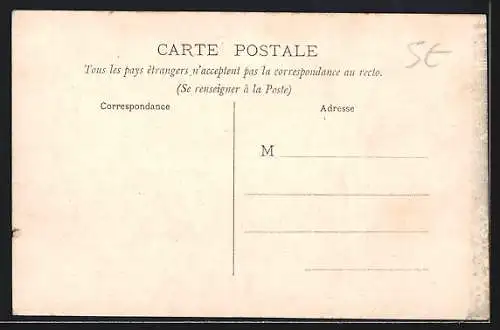 CARTE POSTALE
5€
Tous les pays étrangers n'acceptent pas la correspondance au recto.
(Se renseigner à la Poste)
Correspondance
Adresse
M